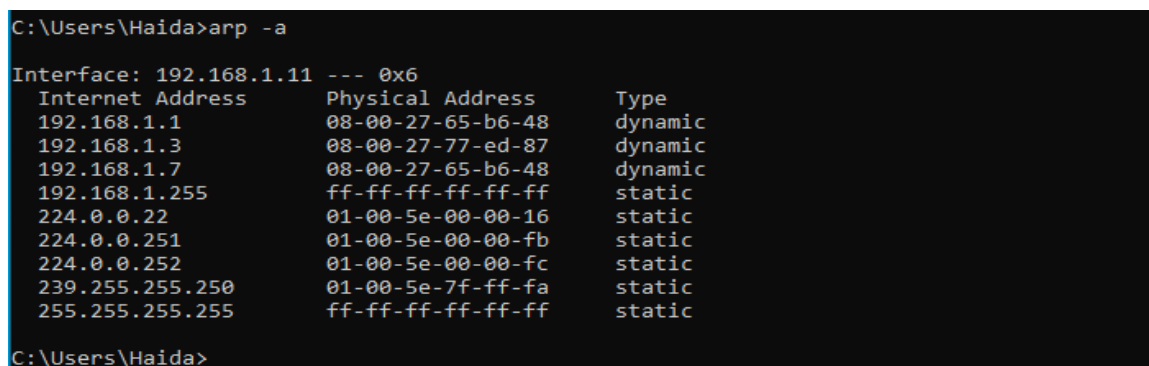 C:\Users\Haida>arp -a
Interface: 192.168.1.11 --- 0x6
Internet Address Physical Address Type
192.168.1.1 08-00-27-65-b6-48 dynamic
192.168.1.3 08-00-27-77-ed-87 dynamic
192.168.1.7 08-00-27-65-b6-48 dynamic
192.168.1.255 ff-ff-ff-ff-ff-ff static
224.0.0.22 01-00-5e-00-00-16 static
224.0.0.251 01-00-5e-00-00-fb static
224.0.0.252 01-00-5e-00-00-fc static
239.255.255.250 01-00-5e-7f-ff-fa static
255.255.255.255 ff-ff-ff-ff-ff-ff static
C:\Users\Haida>